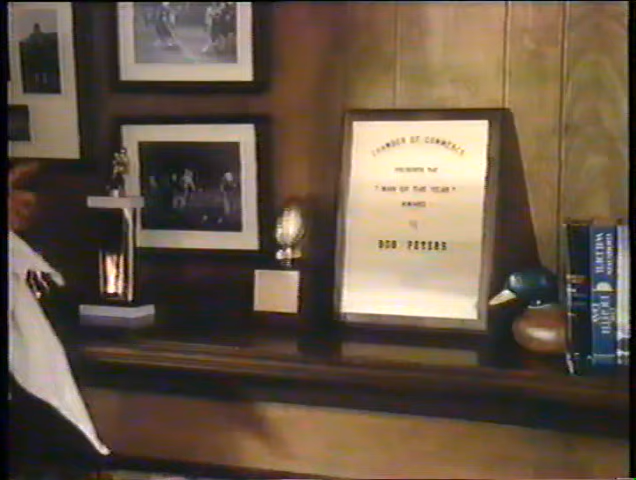 CHAMBER OF COMMERCE
PRESENTS THE
"MAN OF THE YEAR"
AWARD
TO
BOB PETERS